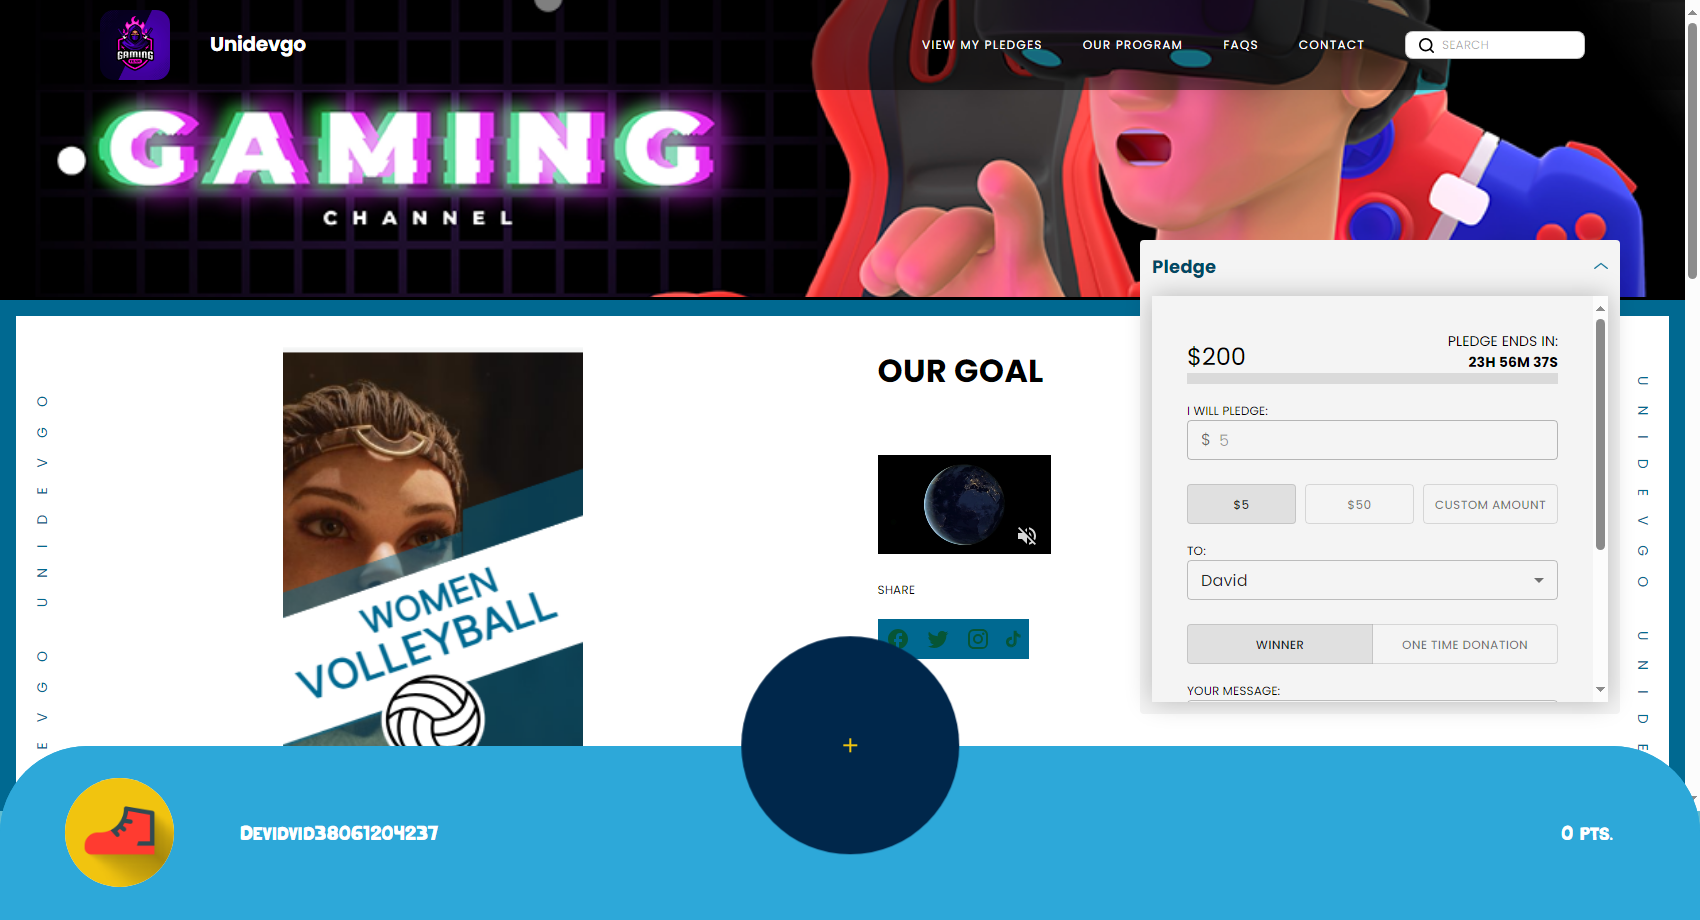 GAMING
Unidevgo
VIEW MY PLEDGES
OUR PROGRAM
FAQS
CONTACT
SEARCH
GAMING
CHANNEL
Pledge
$200
PLEDGE ENDS IN:
23H 56M 37S
I WILL PLEDGE:
$ 5
$5
$50
CUSTOM AMOUNT
TO:
David
WINNER
ONE TIME DONATION
YOUR MESSAGE:
OUR GOAL
SHARE
WOMEN
VOLLEYBALL
EVGO UNIDEVGO
UNIDEVGO UNIDE
Devidvid38061204237
0 PTS.